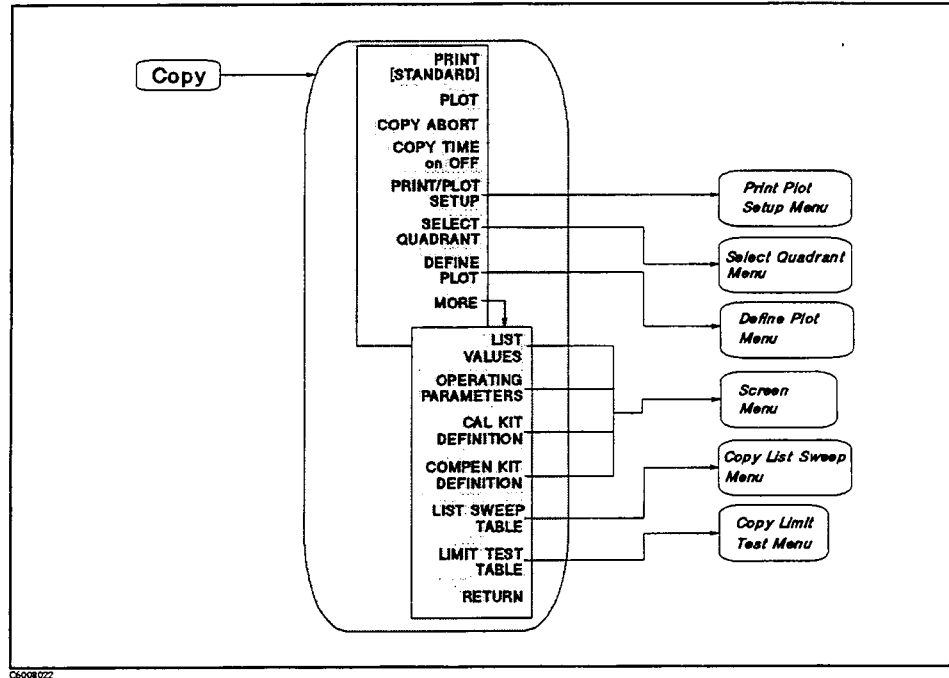 Copy
PRINT
[STANDARD]
PLOT
COPY ABORT
COPY TIME
on OFF
PRINT/PLOT
SETUP
SELECT
QUADRANT
DEFINE
PLOT
MORE
LIST
VALUES
OPERATING
PARAMETERS
CAL KIT
DEFINITION
COMPEN KIT
DEFINITION
LIST SWEEP
TABLE
LIMIT TEST
TABLE
RETURN
Print Plot
Setup Menu
Select Quadrant
Menu
Define Plot
Menu
Screen
Menu
Copy List Sweep
Menu
Copy Limit
Test Menu
C6008022